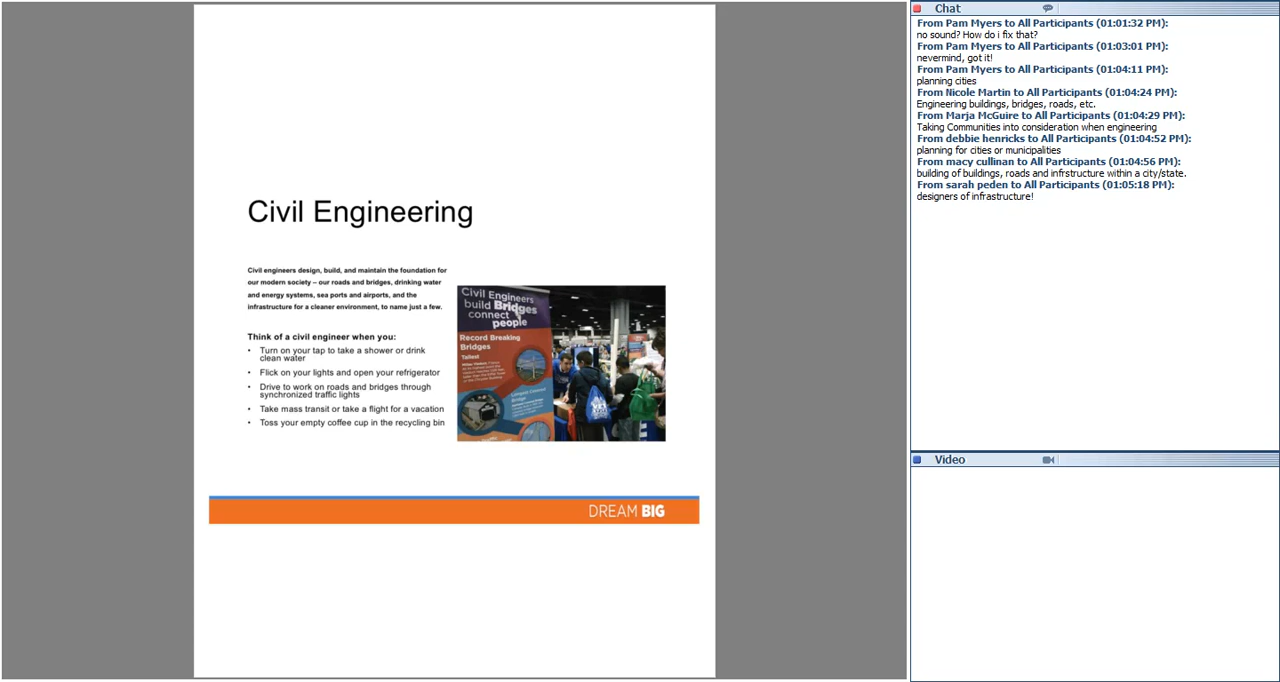 Civil Engineering
Civil engineers design, build, and maintain the foundation for
our modern society – our roads and bridges, drinking water
and energy systems, sea ports and airports, and the
infrastructure for a cleaner environment, to name just a few.
Think of a civil engineer when you:
• Turn on your tap to take a shower or drink
clean water
• Flick on your lights and open your refrigerator
• Drive to work on roads and bridges through
synchronized traffic lights
• Take mass transit or take a flight for a vacation
• Toss your empty coffee cup in the recycling bin
Civil Engineers
build Bridges
connect
people
Record Breaking
Bridges
Tallest
DREAM BIG
Chat
From Pam Myers to All Participants (01:01:32 PM):
no sound? How do i fix that?
From Pam Myers to All Participants (01:03:01 PM):
nevermind, got it!
From Pam Myers to All Participants (01:04:11 PM):
planning cities
From Nicole Martin to All Participants (01:04:24 PM):
Engineering buildings, bridges, roads, etc.
From Marja McGuire to All Participants (01:04:29 PM):
Taking Communities into consideration when engineering
From debbie henricks to All Participants (01:04:52 PM):
planning for cities or municipalities
From macy cullinan to All Participants (01:04:56 PM):
building of buildings, roads and infrstructure within a city/state.
From sarah peden to All Participants (01:05:18 PM):
designers of infrastructure!
Video